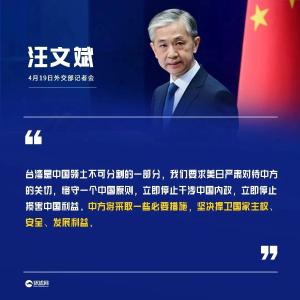 汪文斌
4月19日外交部记者会
台湾是中国领土不可分割的一部分，我们要求美日严肃对待中方
的关切，恪守一个中国原则，立即停止干涉中国内政，立即停止
损害中国利益。中方将采取一些必要措施，坚决捍卫国家主权、
安全、发展利益。
环球网